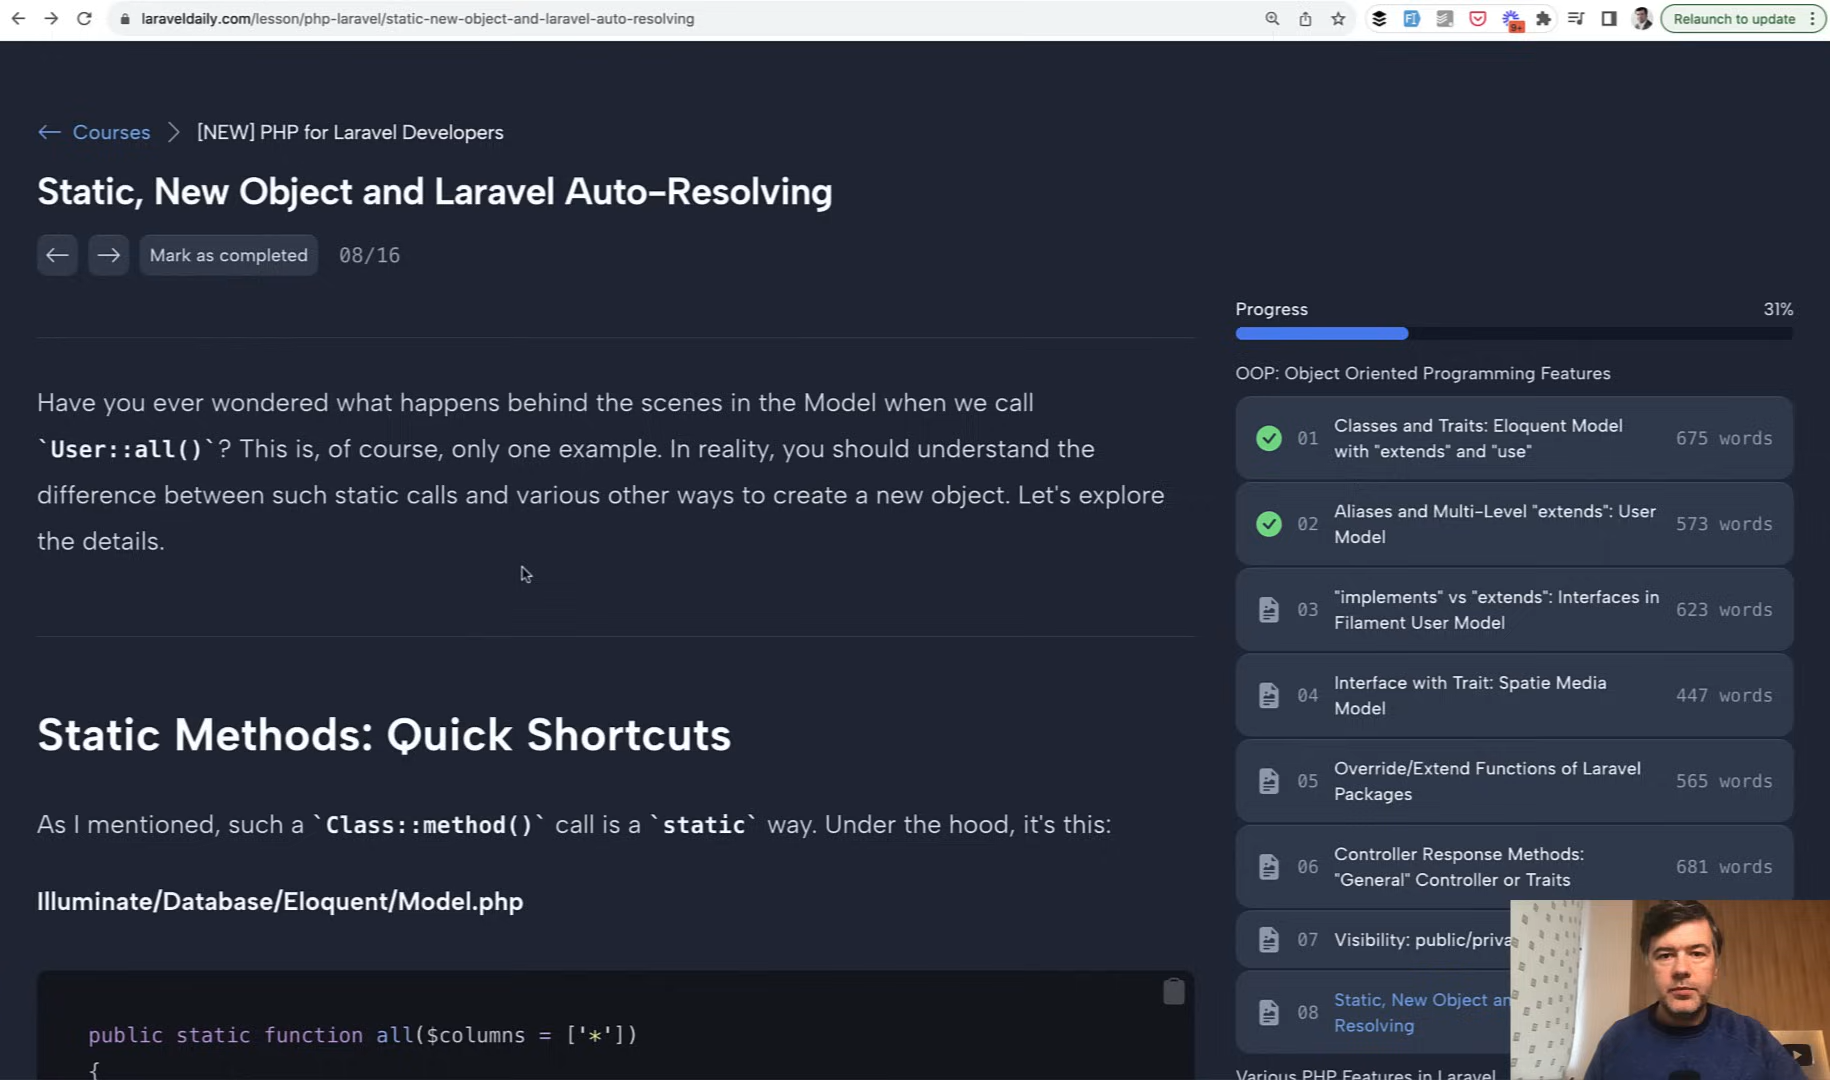 laraveldaily.com/lesson/php-laravel/static-new-object-and-laravel-auto-resolving
9+
Relaunch to update
Courses
[NEW] PHP for Laravel Developers
Static, New Object and Laravel Auto-Resolving
Mark as completed
08/16
Have you ever wondered what happens behind the scenes in the Model when we call
`User::all()`? This is, of course, only one example. In reality, you should understand the
difference between such static calls and various other ways to create a new object. Let's explore
the details.
Static Methods: Quick Shortcuts
As I mentioned, such a `Class::method()` call is a `static` way. Under the hood, it's this:
Illuminate/Database/Eloquent/Model.php
public static function all($columns = ['*'])
{
Progress
31%
OOP: Object Oriented Programming Features
01 Classes and Traits: Eloquent Model
with "extends" and "use"
675 words
02 Aliases and Multi-Level "extends": User
Model
573 words
03 "implements" vs "extends": Interfaces in
Filament User Model
623 words
04 Interface with Trait: Spatie Media
Model
447 words
05 Override/Extend Functions of Laravel
Packages
565 words
06 Controller Response Methods:
"General" Controller or Traits
681 words
07 Visibility: public/priva
08 Static, New Object an
Resolving
Various PHP Features in Laravel